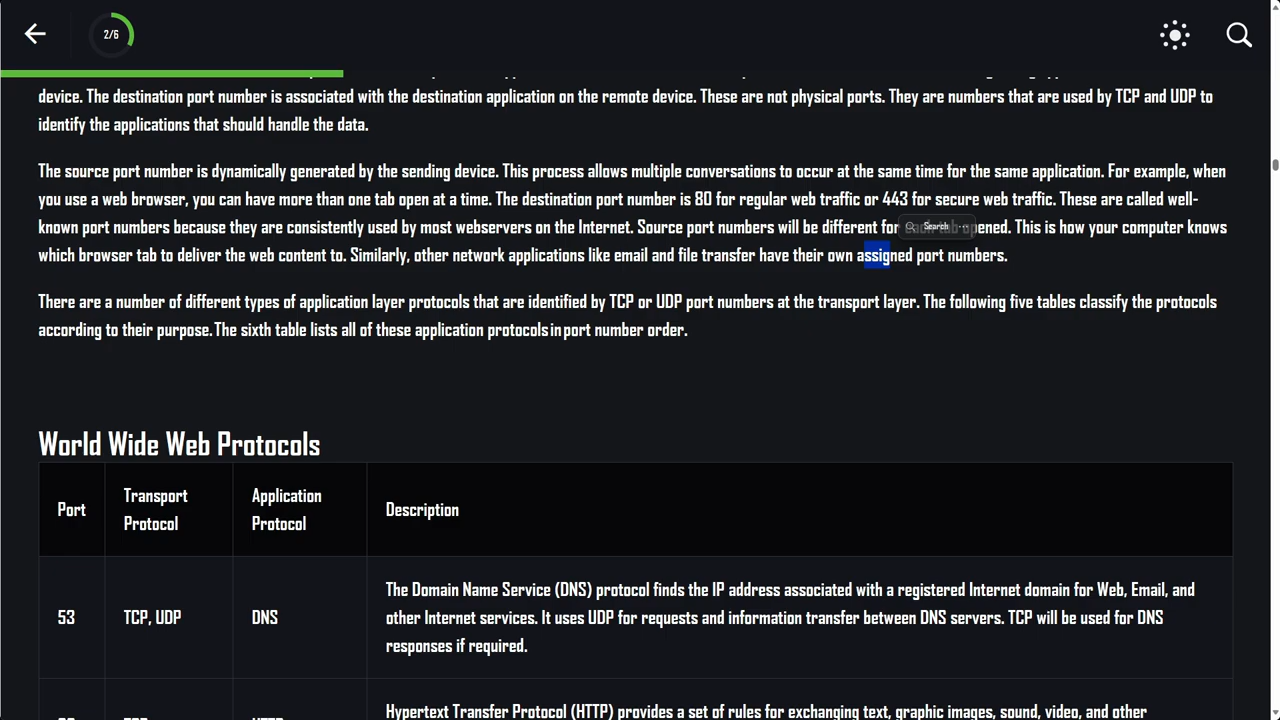 2/6
device. The destination port number is associated with the destination application on the remote device. These are not physical ports. They are numbers that are used by TCP and UDP to
identify the applications that should handle the data.
The source port number is dynamically generated by the sending device. This process allows multiple conversations to occur at the same time for the same application. For example, when
you use a web browser, you can have more than one tab open at a time. The destination port number is 80 for regular web traffic or 443 for secure web traffic. These are called well-
known port numbers because they are consistently used by most webservers on the Internet. Source port numbers will be different for each tab opened. This is how your computer knows
Search
which browser tab to deliver the web content to. Similarly, other network applications like email and file transfer have their own assigned port numbers.
There are a number of different types of application layer protocols that are identified by TCP or UDP port numbers at the transport layer. The following five tables classify the protocols
according to their purpose. The sixth table lists all of these application protocols in port number order.
World Wide Web Protocols
Port
Transport Protocol
Application Protocol
Description
53
TCP, UDP
DNS
The Domain Name Service (DNS) protocol finds the IP address associated with a registered Internet domain for Web, Email, and
other Internet services. It uses UDP for requests and information transfer between DNS servers. TCP will be used for DNS
responses if required.
Hypertext Transfer Protocol (HTTP) provides a set of rules for exchanging text, graphic images, sound, video, and other